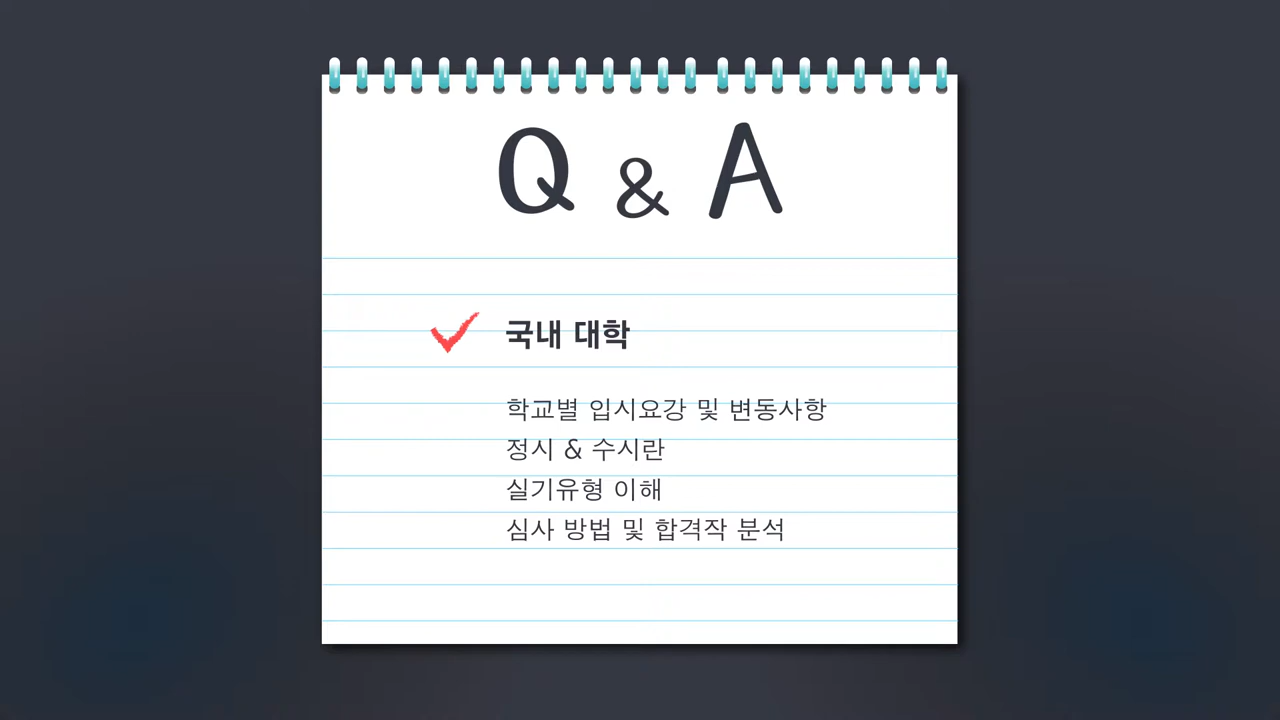 Q & A
국내 대학
학교별 입시요강 및 변동사항
정시 & 수시란
실기유형 이해
심사 방법 및 합격작 분석